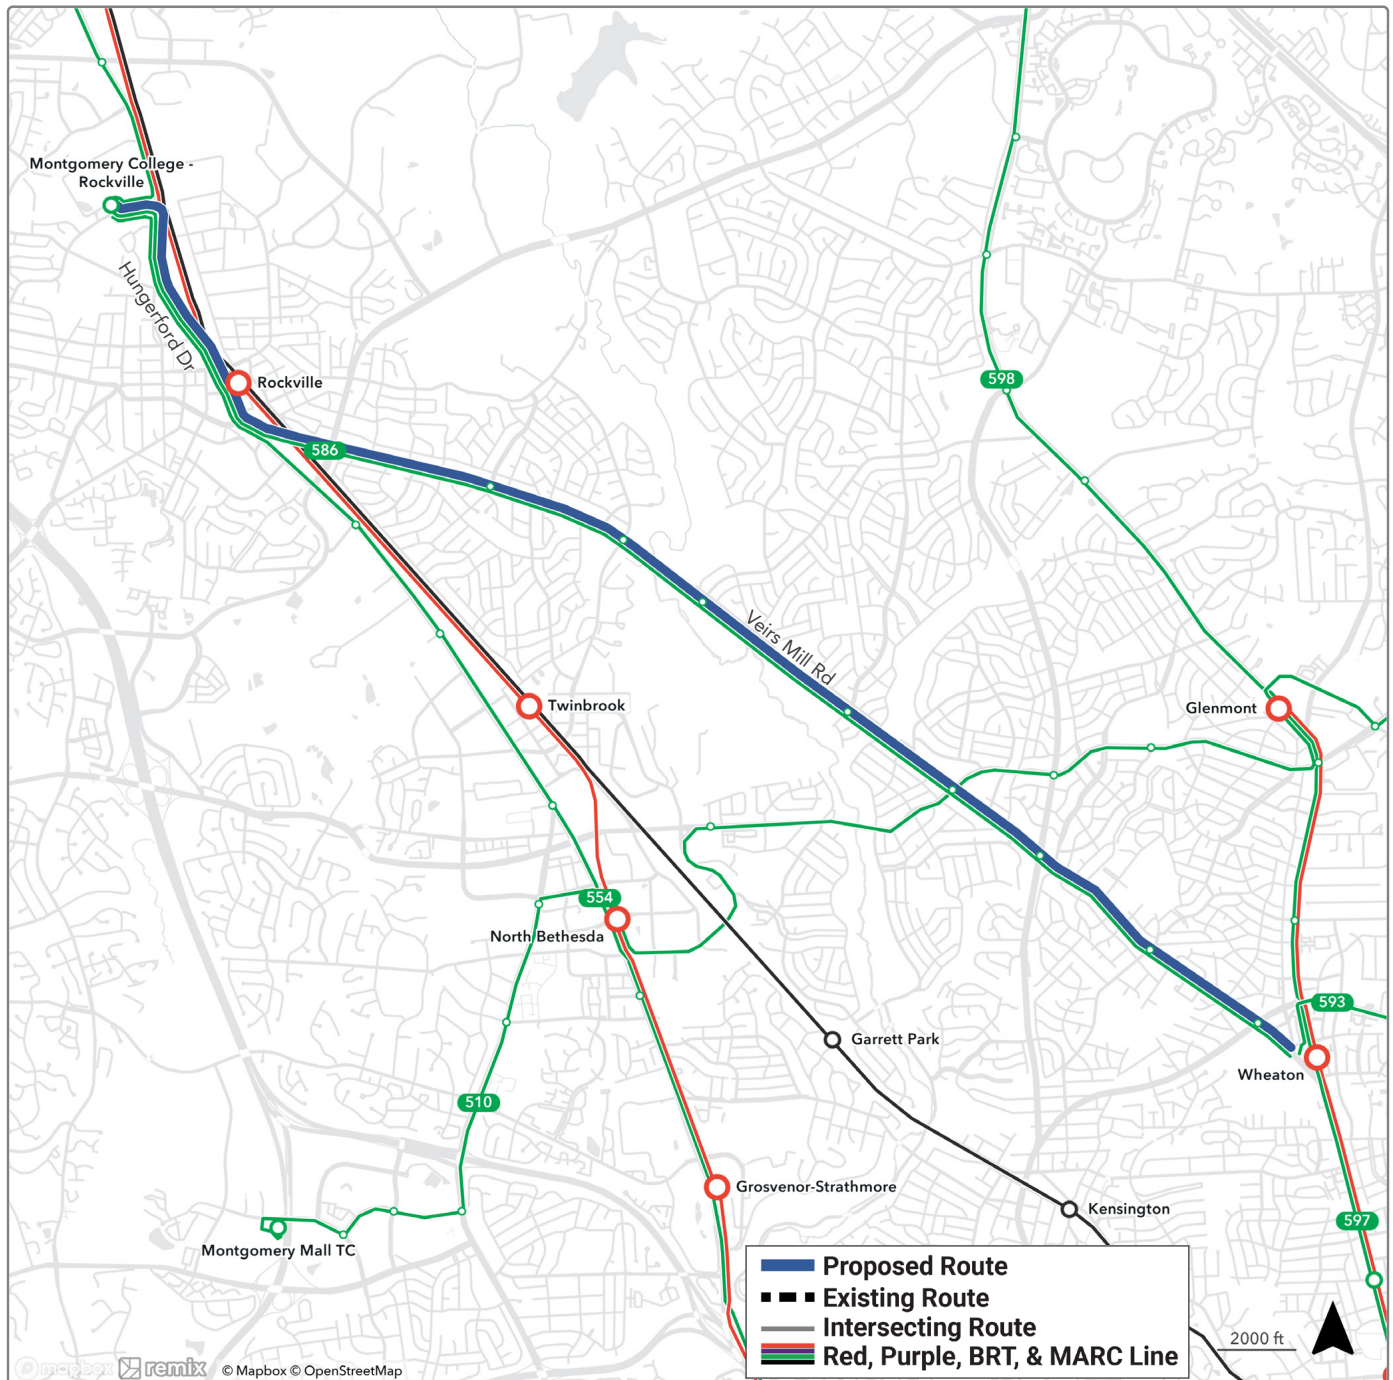 Montgomery College -
Rockville
Hungerford Dr
Rockville
586
598
Veirs Mill Rd
Twinbrook
Glenmont
554
North Bethesda
593
Garrett Park
Wheaton
510
Grosvenor-Strathmore
Kensington
597
Montgomery Mall TC
Proposed Route
Existing Route
Intersecting Route
Red, Purple, BRT, & MARC Line
2000 ft
mapbox remix © Mapbox © OpenStreetMap